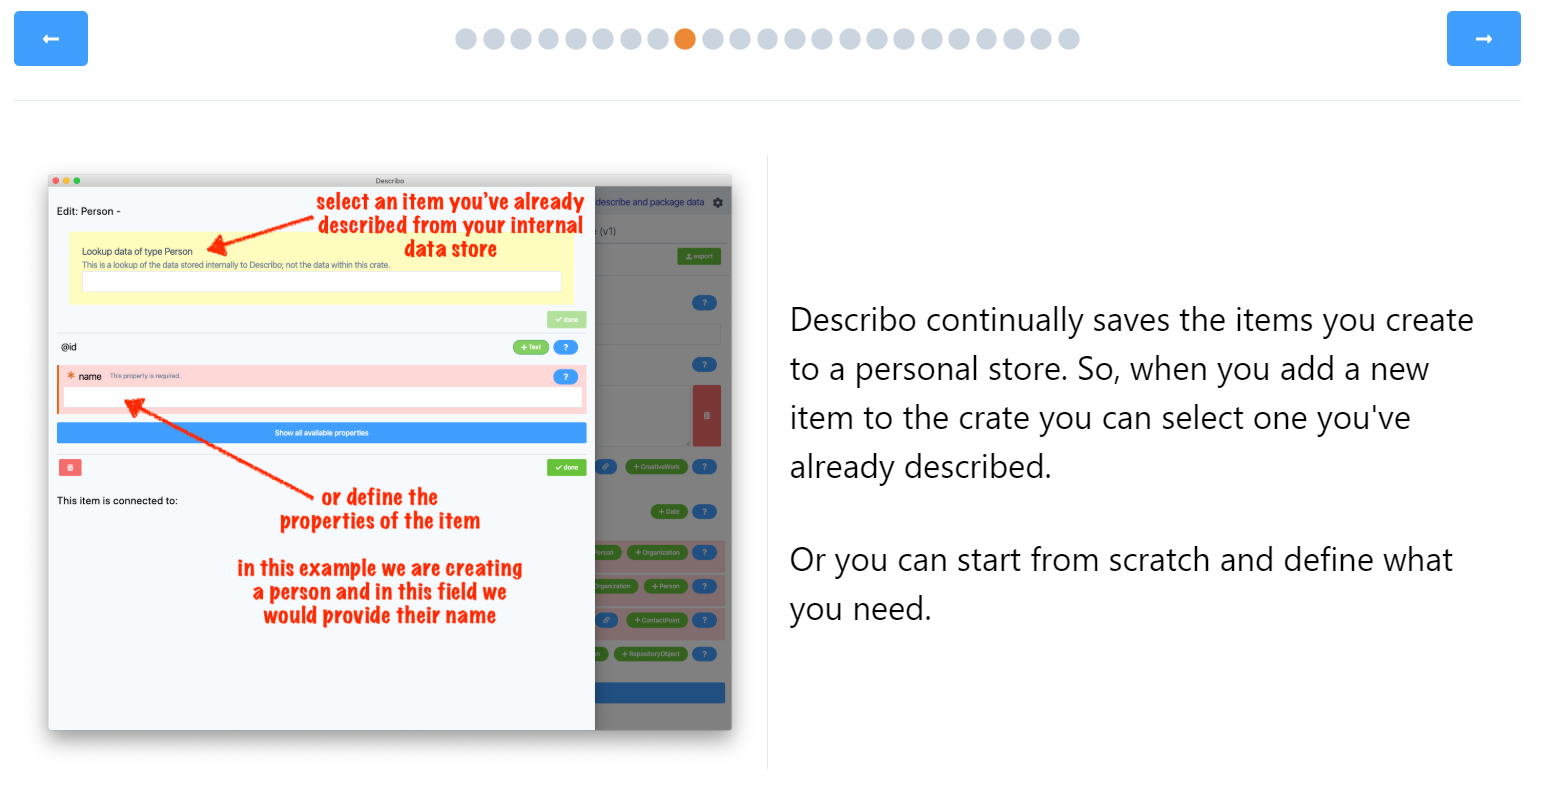 Describo
select an item you've already
described from your internal
data store
describe and package data
Edit: Person -
(v1)
Lookup data of type Person
This is a lookup of the data stored internally to Describo; not the data within this crate.
export
?
done
@id
+ Text
?
?
* name This property is required.
?
Show all available properties
done
+ CreativeWork
?
This item is connected to:
or define the
properties of the item
+ Date
?
Person
+ Organization
?
in this example we are creating
a person and in this field we
would provide their name
Organization
+ Person
?
+ ContactPoint
?
+ RepositoryObject
?
Describo continually saves the items you create
to a personal store. So, when you add a new
item to the crate you can select one you've
already described.
Or you can start from scratch and define what
you need.